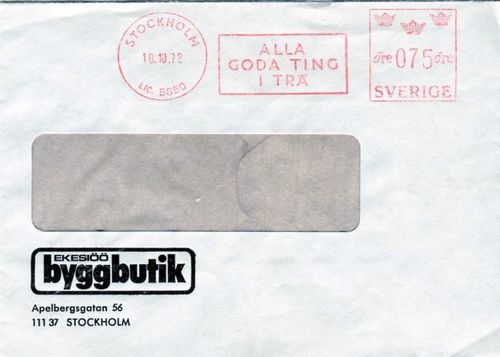 STOCKHOLM
10.10.72
LIC. 5650
ALLA
GODA TING
I TRÄ
öre 075 öre
SVERIGE
EKESIÖÖ
byggbutik
Apelbergsgatan 56
111 37 STOCKHOLM